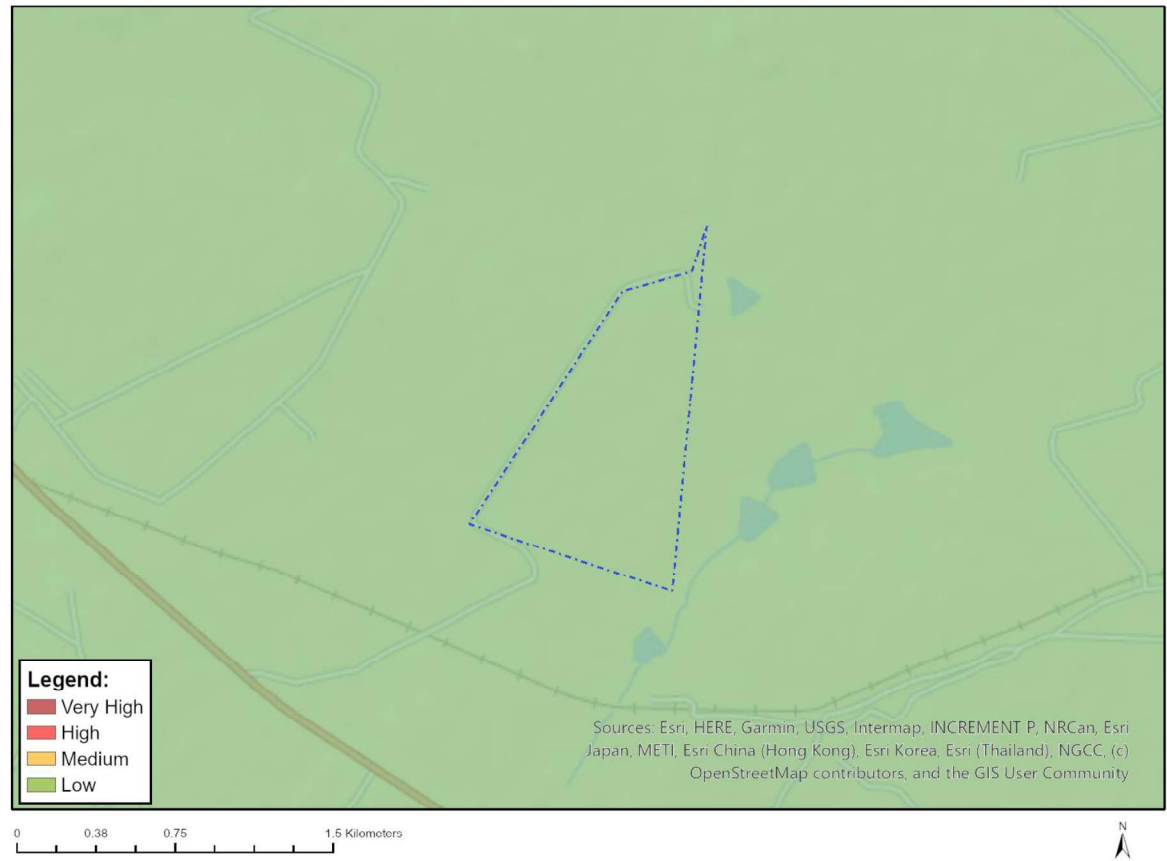 Legend:
Very High
High
Medium
Low
Sources: Esri, HERE, Garmin, USGS, Intermap, INCREMENT P, NRCan, Esri
Japan, METI, Esri China (Hong Kong), Esri Korea, Esri (Thailand), NGCC, (c)
OpenStreetMap contributors, and the GIS User Community
0 0.38 0.75 1.5 Kilometers
N